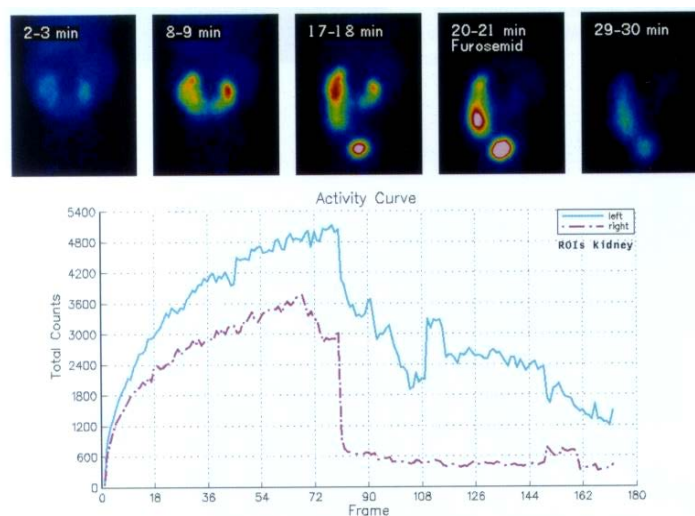 2-3 min
8-9 min
17-18 min
20-21 min
Furosemid
29-30 min
Activity Curve
5400
4800
4200
3600
3000
2400
1800
1200
600
0
Total Counts
left
right
ROIs Kidney
0 18 36 54 72 90 108 126 144 162 180
Frame